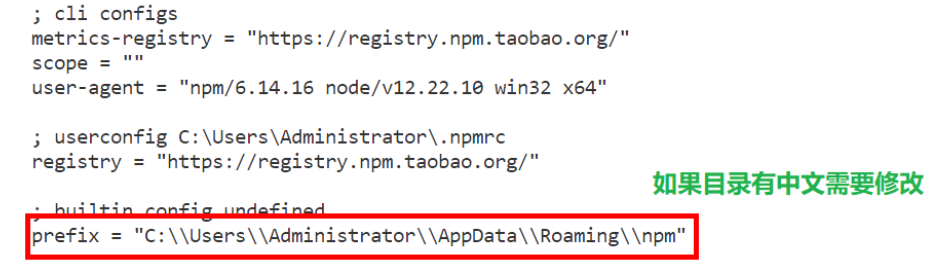 ; cli configs
metrics-registry = "https://registry.npm.taobao.org/"
scope = ""
user-agent = "npm/6.14.16 node/v12.22.10 win32 x64"
; userconfig C:\Users\Administrator\.npmrc
registry = "https://registry.npm.taobao.org/"
如果目录有中文需要修改
; builtin config undefined
prefix = "C:\\Users\\Administrator\\AppData\\Roaming\\npm"